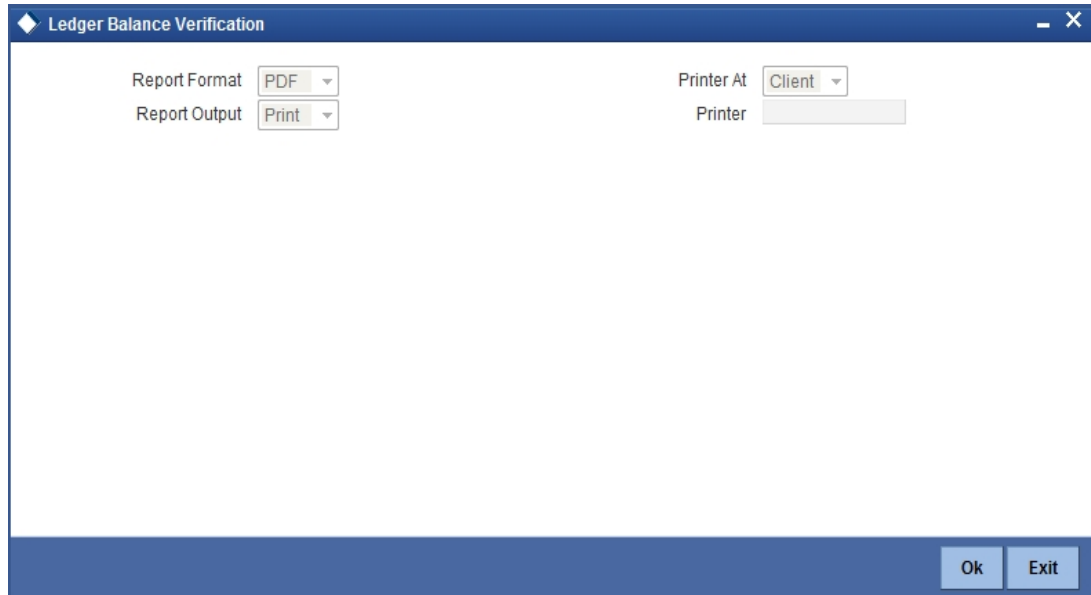 Ledger Balance Verification
Report Format PDF Printer At Client
Report Output Print Printer
Ok Exit